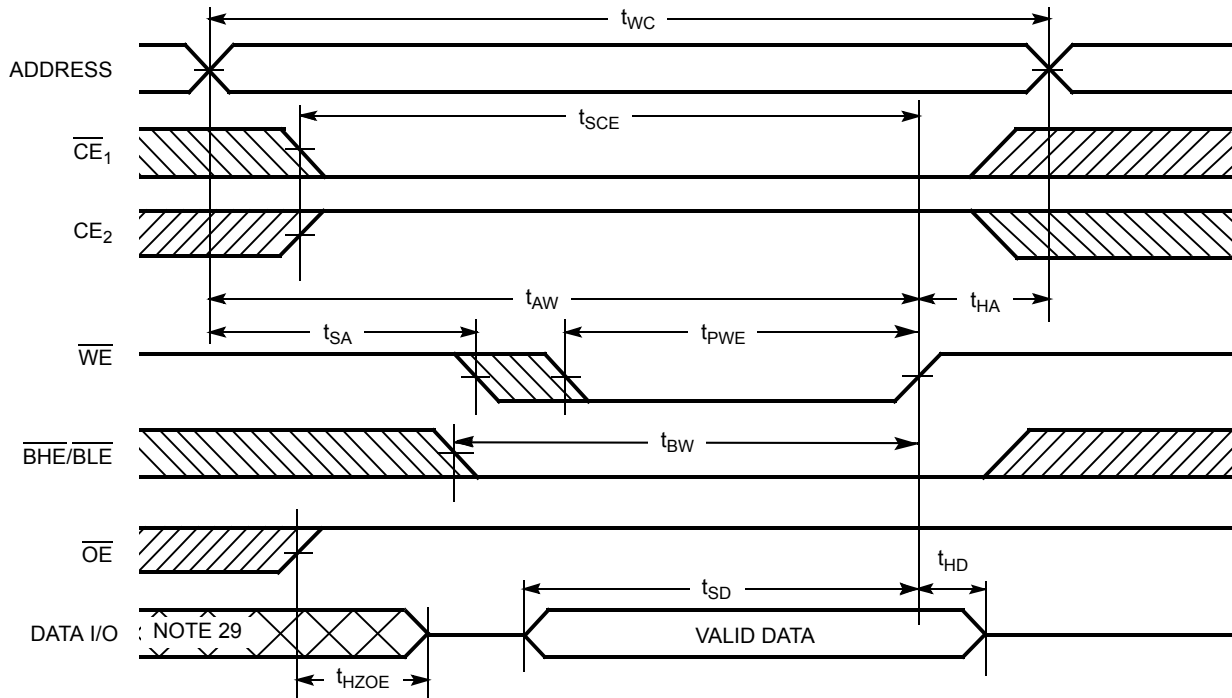 tWC
ADDRESS
tSCE
CE1
CE2
tAW
tHA
tSA
tPWE
WE
tBW
BHE/BLE
OE
tHD
tSD
DATA I/O
NOTE 29
VALID DATA
tHZOE